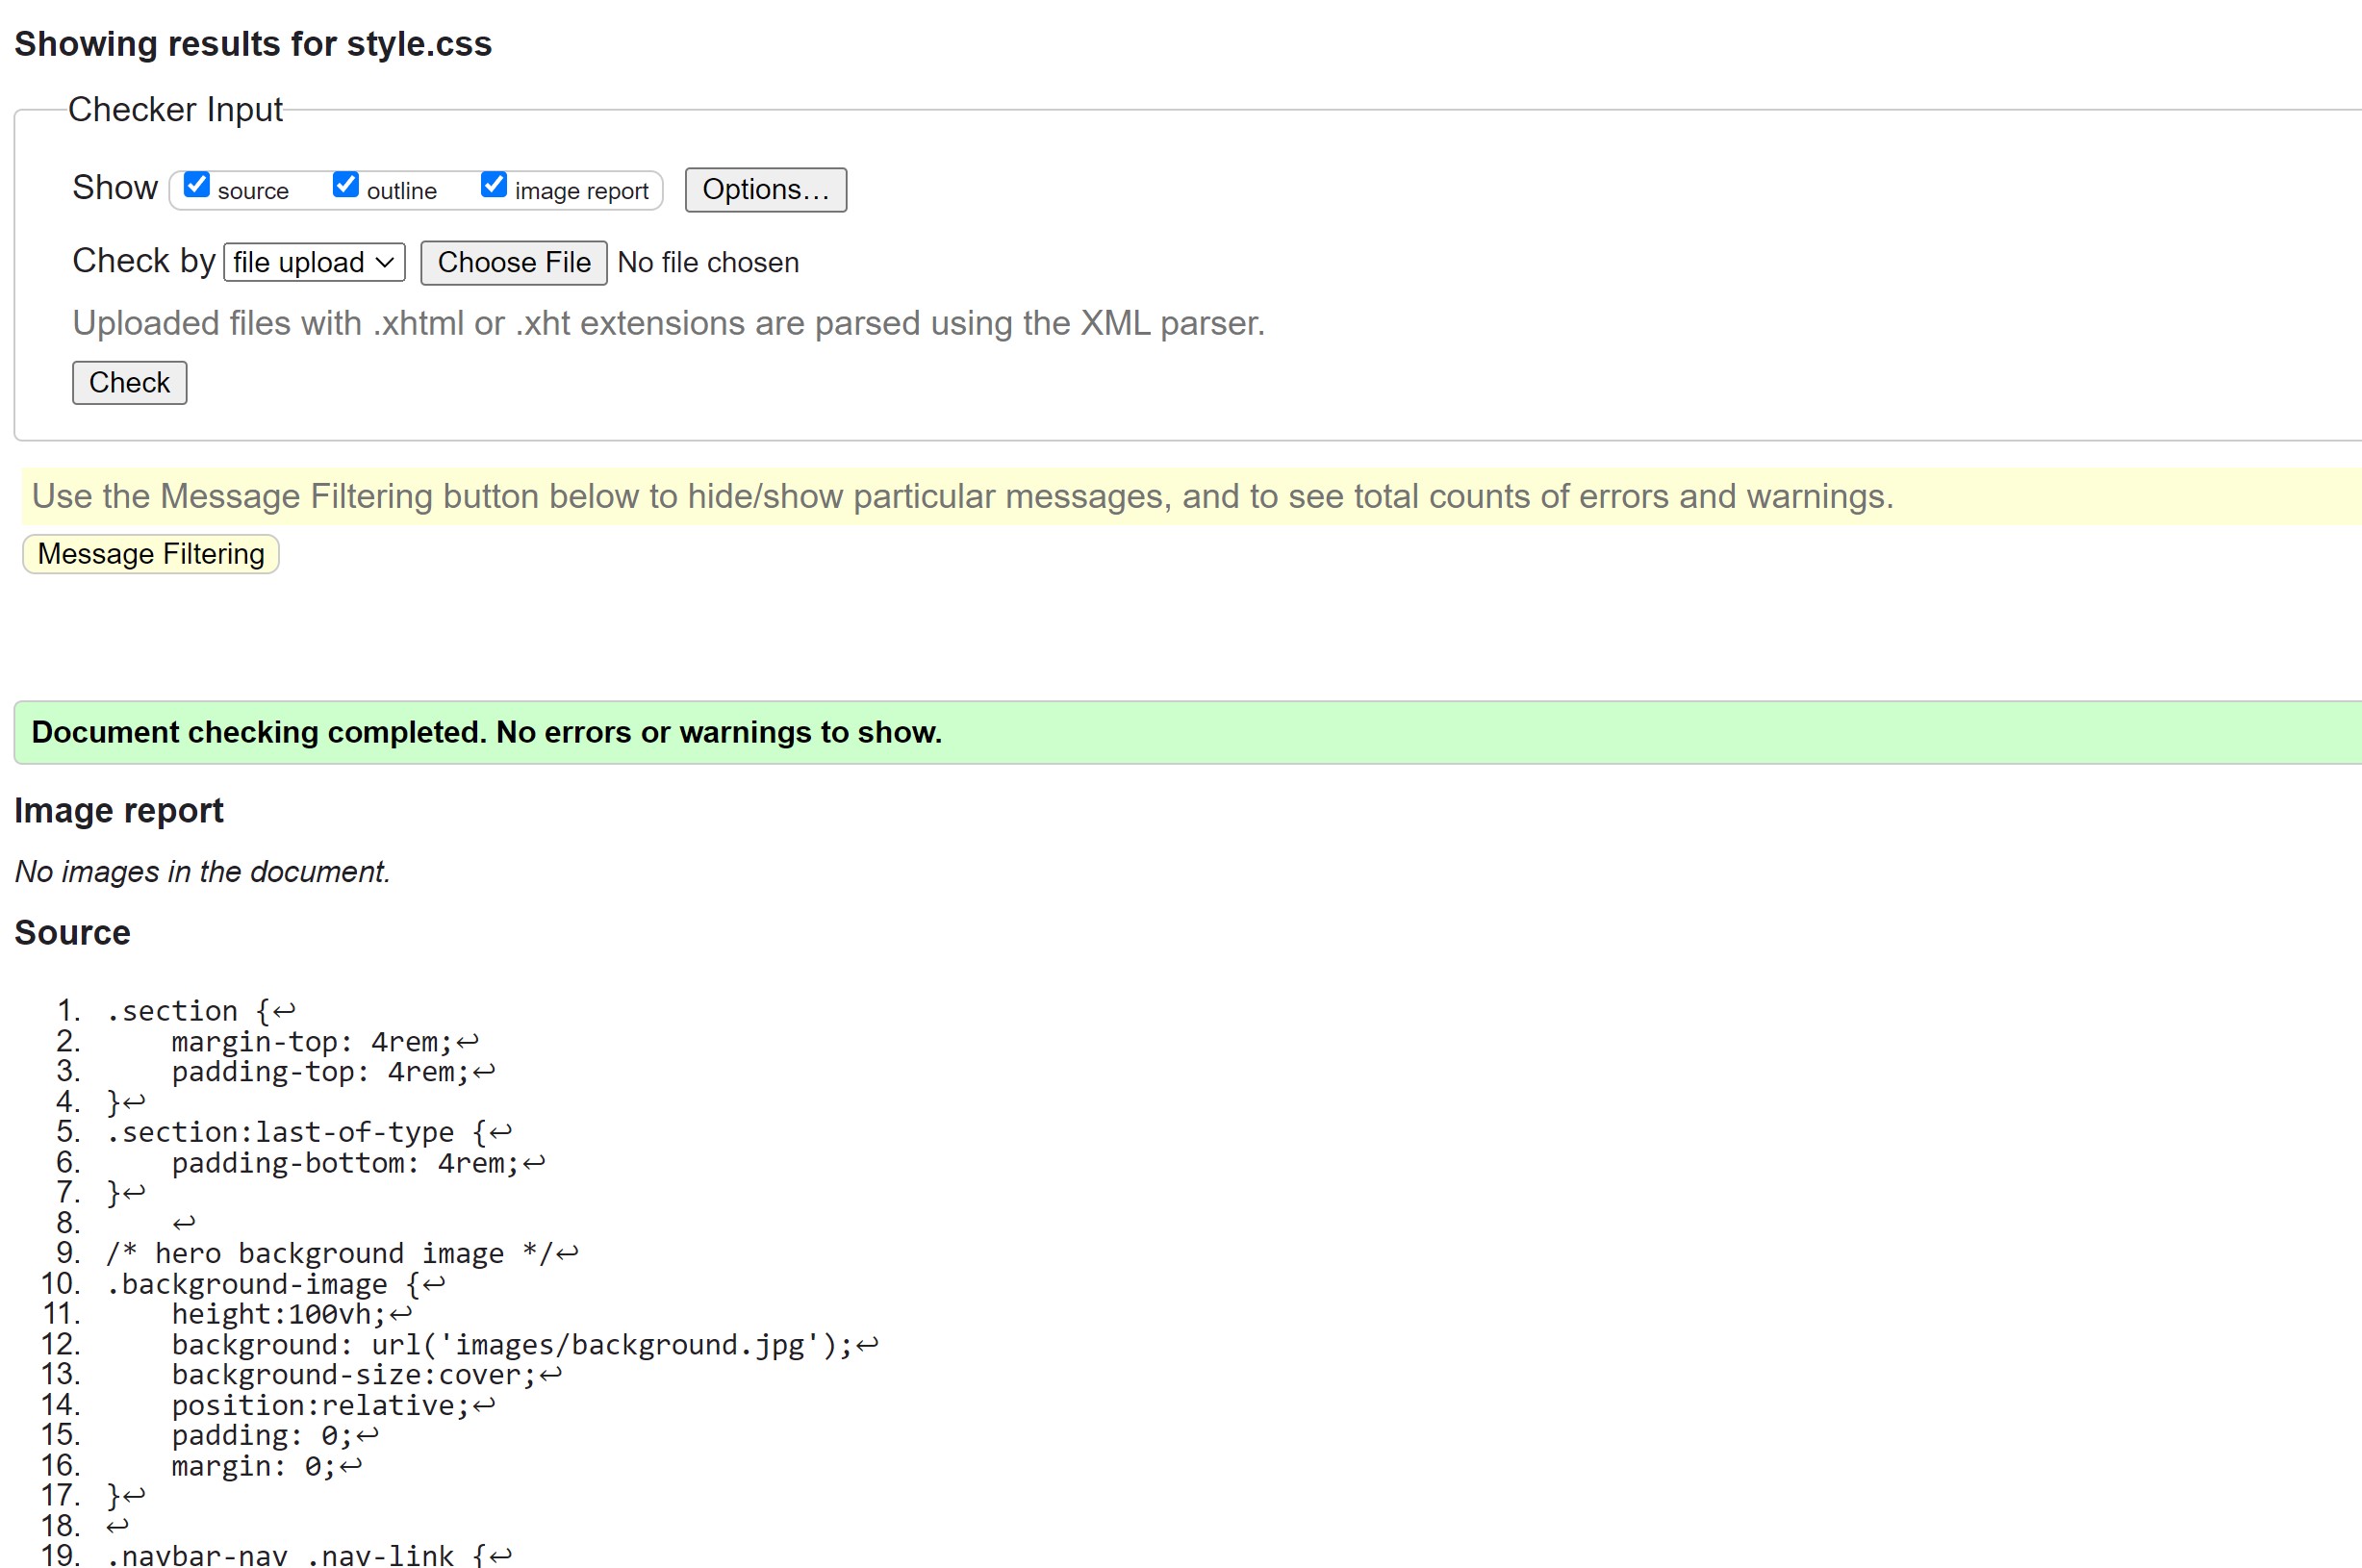 Showing results for style.css
Checker Input
Show source outline image report Options...
Check by file upload Choose File No file chosen
Uploaded files with .xhtml or .xht extensions are parsed using the XML parser.
Check
Use the Message Filtering button below to hide/show particular messages, and to see total counts of errors and warnings.
Message Filtering
Document checking completed. No errors or warnings to show.
Image report
No images in the document.
Source
1. .section {↩
2.     margin-top: 4rem;↩
3.     padding-top: 4rem;↩
4. }↩
5. .section:last-of-type {↩
6.     padding-bottom: 4rem;↩
7. }↩
8.     ↩
9. /* hero background image */↩
10. .background-image {↩
11.     height:100vh;↩
12.     background: url('images/background.jpg');↩
13.     background-size:cover;↩
14.     position:relative;↩
15.     padding: 0;↩
16.     margin: 0;↩
17. }↩
18. ↩
19. .navbar-nav .nav-link {↩